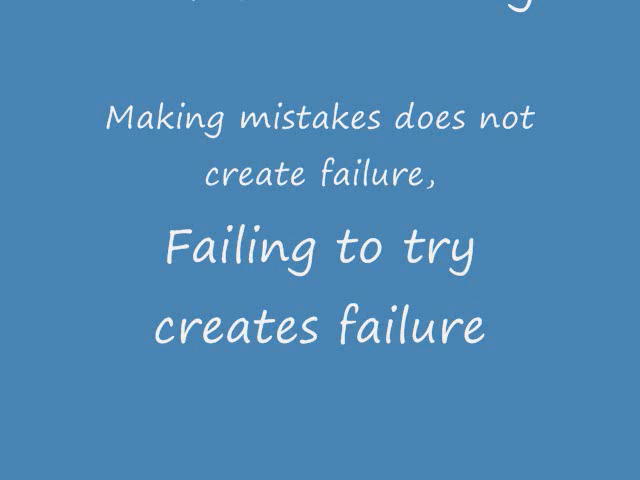 Making mistakes does not
create failure,
Failing to try
creates failure